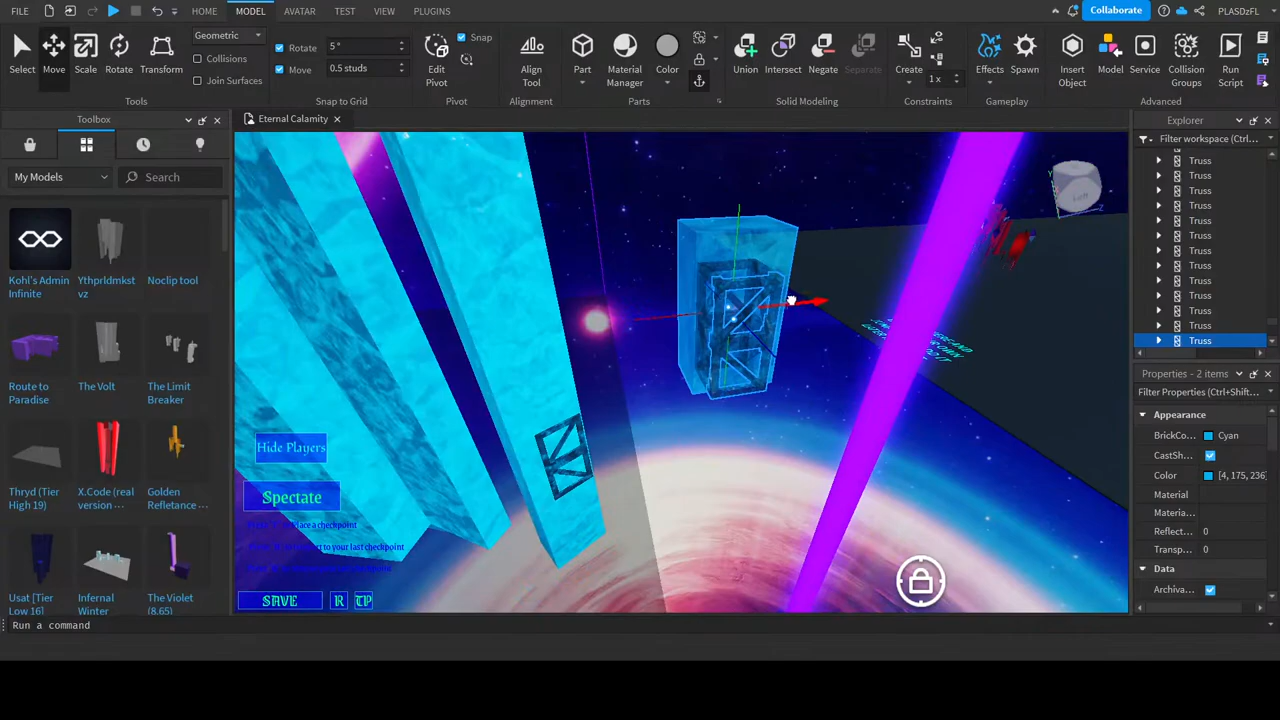 FILE HOME MODEL AVATAR TEST VIEW PLUGINS Collaborate PLASDzFL
Select Move Scale Rotate Transform
Geometric
Collisions
Join Surfaces
Tools
Rotate 5 °
Move 0.5 studs
Snap to Grid
Edit
Pivot
Snap
Pivot
Align
Tool
Alignment
Part Material
Manager Color
Parts
Union Intersect Negate Separate
Solid Modeling
Create 1 x
Constraints
Effects Spawn
Gameplay
Insert
Object Model Service Collision
Groups Run
Script
Advanced
Toolbox
My Models Search
Kohl's Admin
Infinite
Ythprldmkst
vz
Noclip tool
Route to
Paradise
The Volt
The Limit
Breaker
Thryd (Tier
High 19)
X.Code (real
version ...
Golden
Refletance ...
Usat [Tier
Low 16]
Infernal
Winter
The Violet
(8.65)
Eternal Calamity
Hide Players
Spectate
SAVE R TP
Run a command
Explorer
Filter workspace (Ctrl+...
Truss
Truss
Truss
Truss
Truss
Truss
Truss
Truss
Truss
Truss
Truss
Truss
Truss
Properties - 2 items
Filter Properties (Ctrl+Shift...
Appearance
BrickCo... Cyan
CastSh...
Color [4, 175, 236]
Material
Materia...
Reflect... 0
Transp... 0
Data
Archiva...